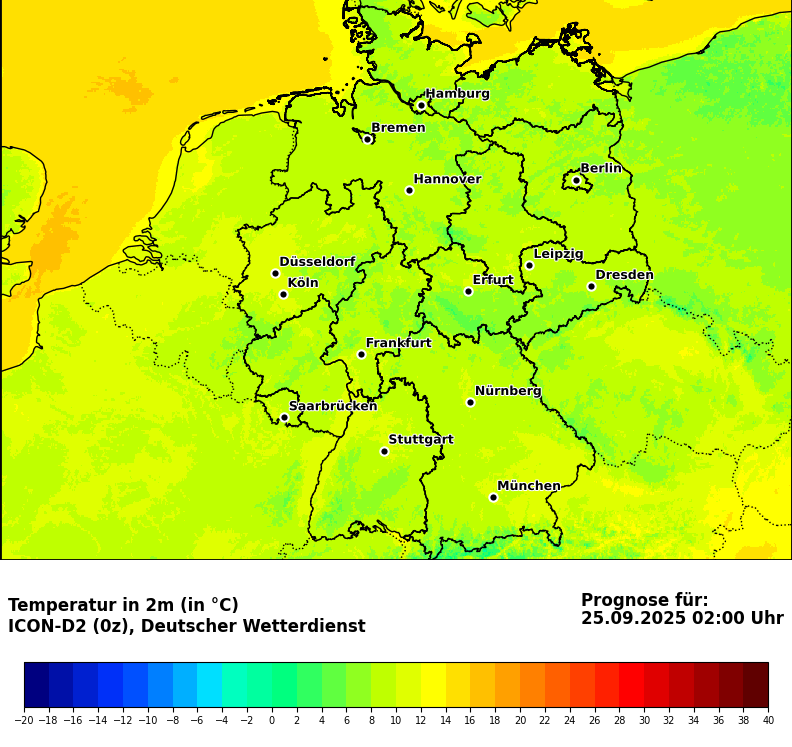 Hamburg
Bremen
Berlin
Hannover
Leipzig
Düsseldorf
Dresden
Köln
Erfurt
Frankfurt
Nürnberg
Saarbrücken
Stuttgart
München
Temperatur in 2m (in °C)
ICON-D2 (0z), Deutscher Wetterdienst
Prognose für:
25.09.2025 02:00 Uhr
−20 −18 −16 −14 −12 −10 −8 −6 −4 −2 0 2 4 6 8 10 12 14 16 18 20 22 24 26 28 30 32 34 36 38 40